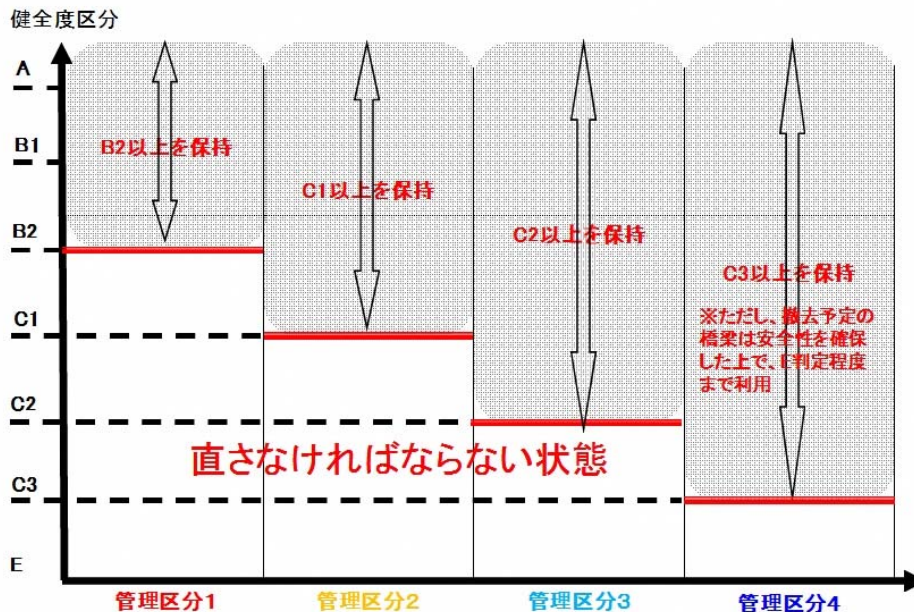 健全度区分
A
B1
B2
C1
C2
C3
E
B2以上を保持
C1以上を保持
C2以上を保持
C3以上を保持
※ただし、撤去予定の
橋梁は安全性を確保
した上で、E判定程度
まで利用
直さなければならない状態
管理区分1
管理区分2
管理区分3
管理区分4